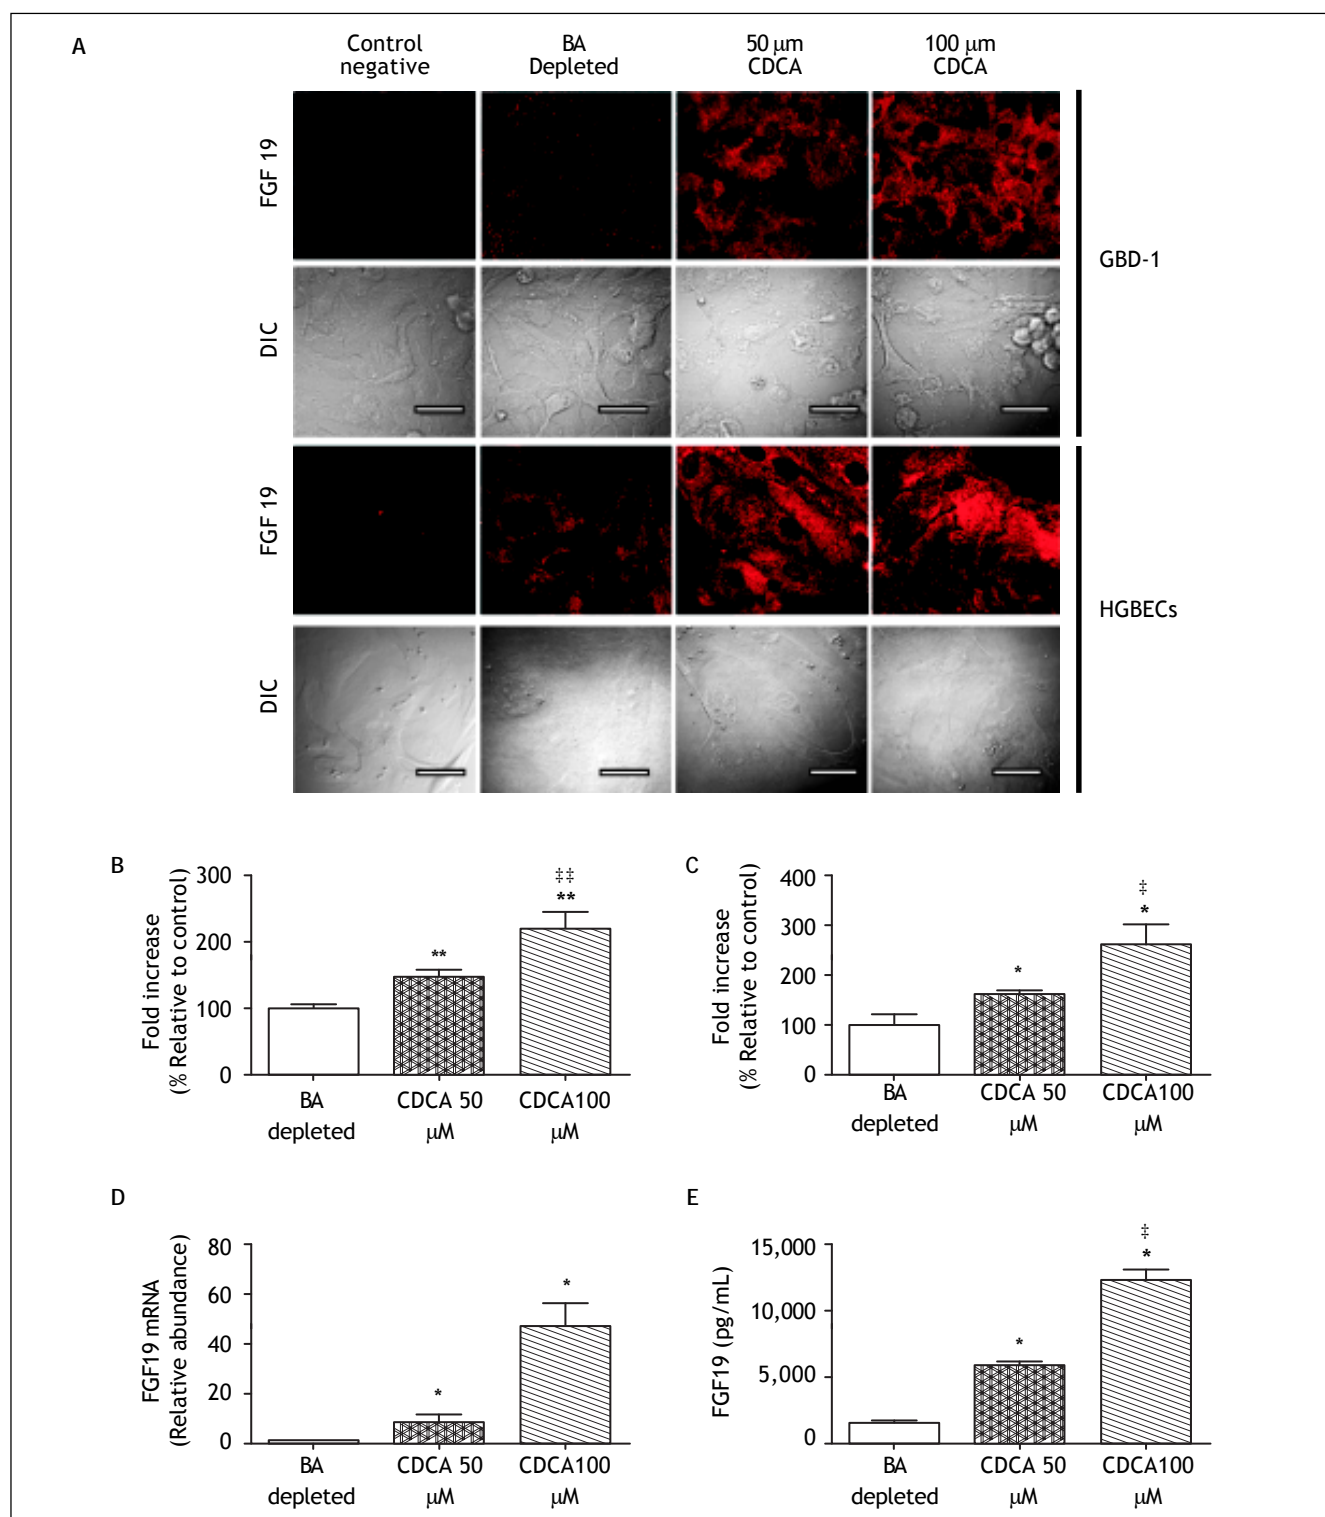 A
Control
negative
BA
Depleted
50 μm
CDCA
100 μm
CDCA
FGF 19
DIC
GBD-1
FGF 19
DIC
HGBECs
B
Fold increase
(% Relative to control)
300
200
100
0
**
‡‡
**
BA
depleted
CDCA 50
μM
CDCA100
μM
C
Fold increase
(% Relative to control)
400
300
200
100
0
*
‡
*
BA
depleted
CDCA 50
μM
CDCA100
μM
D
FGF19 mRNA
(Relative abundance)
80
60
40
20
0
*
*
BA
depleted
CDCA 50
μM
CDCA100
μM
E
FGF19 (pg/mL)
15,000
10,000
5,000
0
*
‡
*
BA
depleted
CDCA 50
μM
CDCA100
μM